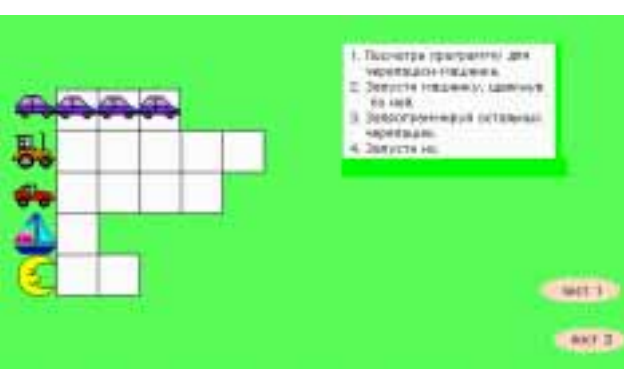 1. Посмотри программу для
черепашки-машинки.
2. Запусти машинку, щелкнув
по ней.
3. Запрограммируй остальных
черепашек.
4. Запусти их.
лист 1
лист 2